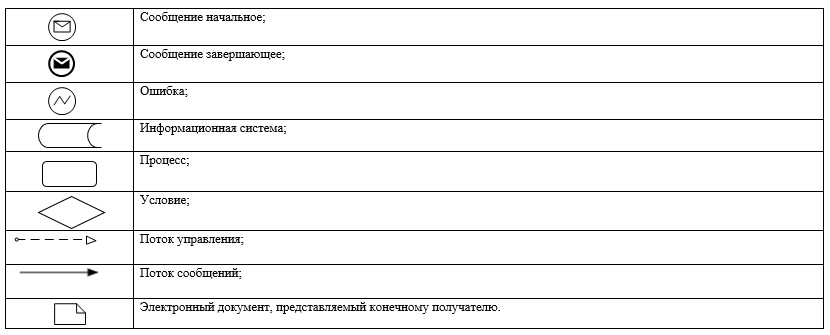 Сообщение начальное;
Сообщение завершающее;
Ошибка;
Информационная система;
Процесс;
Условие;
Поток управления;
Поток сообщений;
Электронный документ, представляемый конечному получателю.